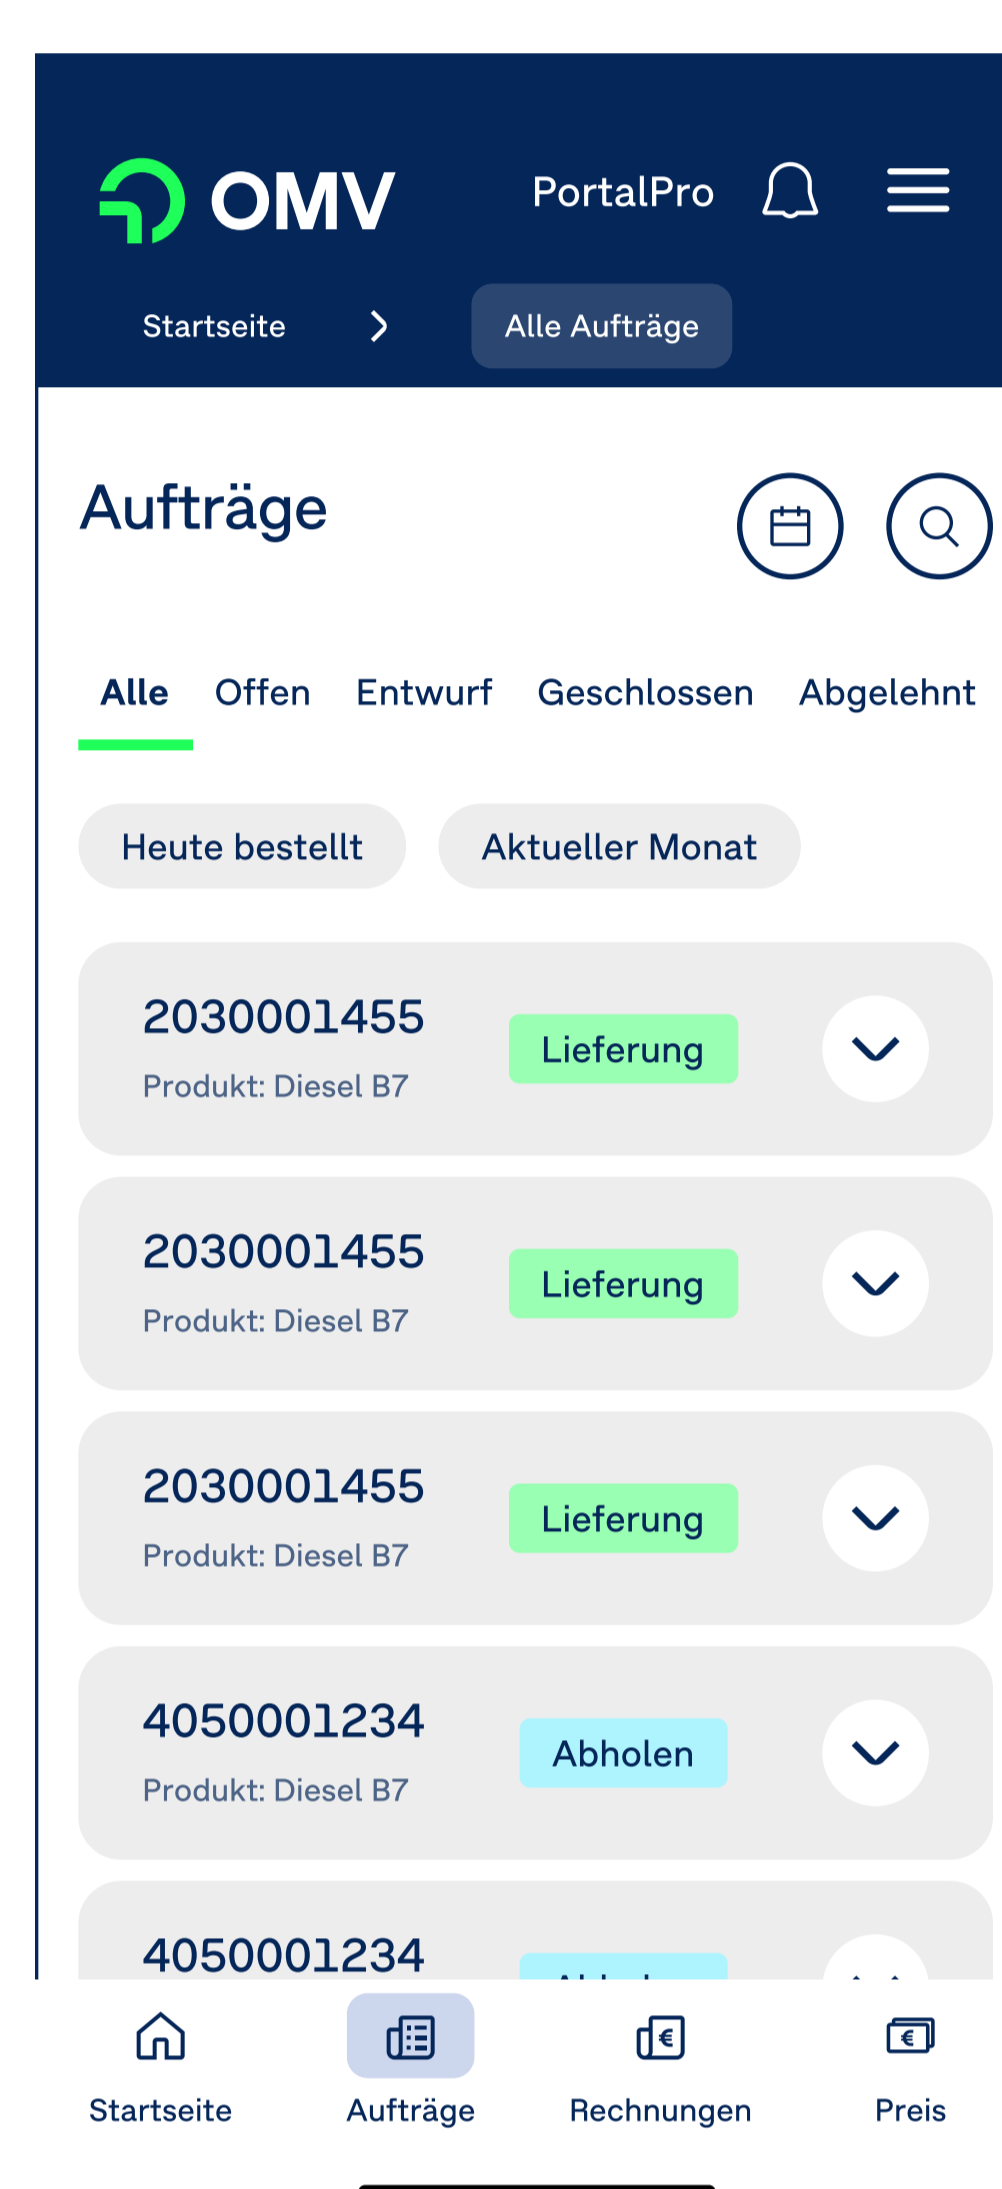 OMV
PortalPro
Startseite
Alle Aufträge
Aufträge
Alle Offen Entwurf Geschlossen Abgelehnt
Heute bestellt Aktueller Monat
2030001455
Lieferung
Produkt: Diesel B7
2030001455
Lieferung
Produkt: Diesel B7
2030001455
Lieferung
Produkt: Diesel B7
4050001234
Abholen
Produkt: Diesel B7
4050001234
Startseite Aufträge Rechnungen Preis